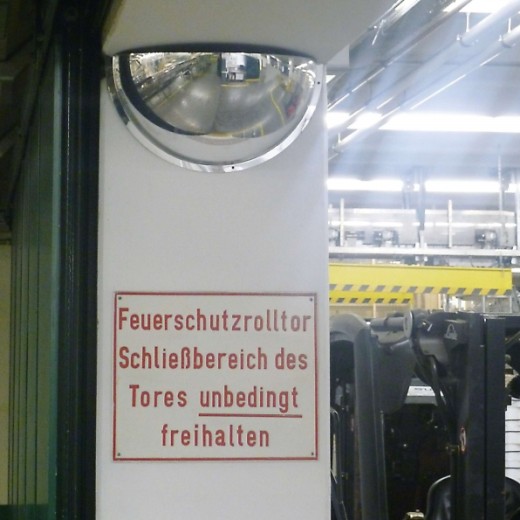 Feuerschutzrolltor
Schließbereich des
Tores unbedingt
freihalten